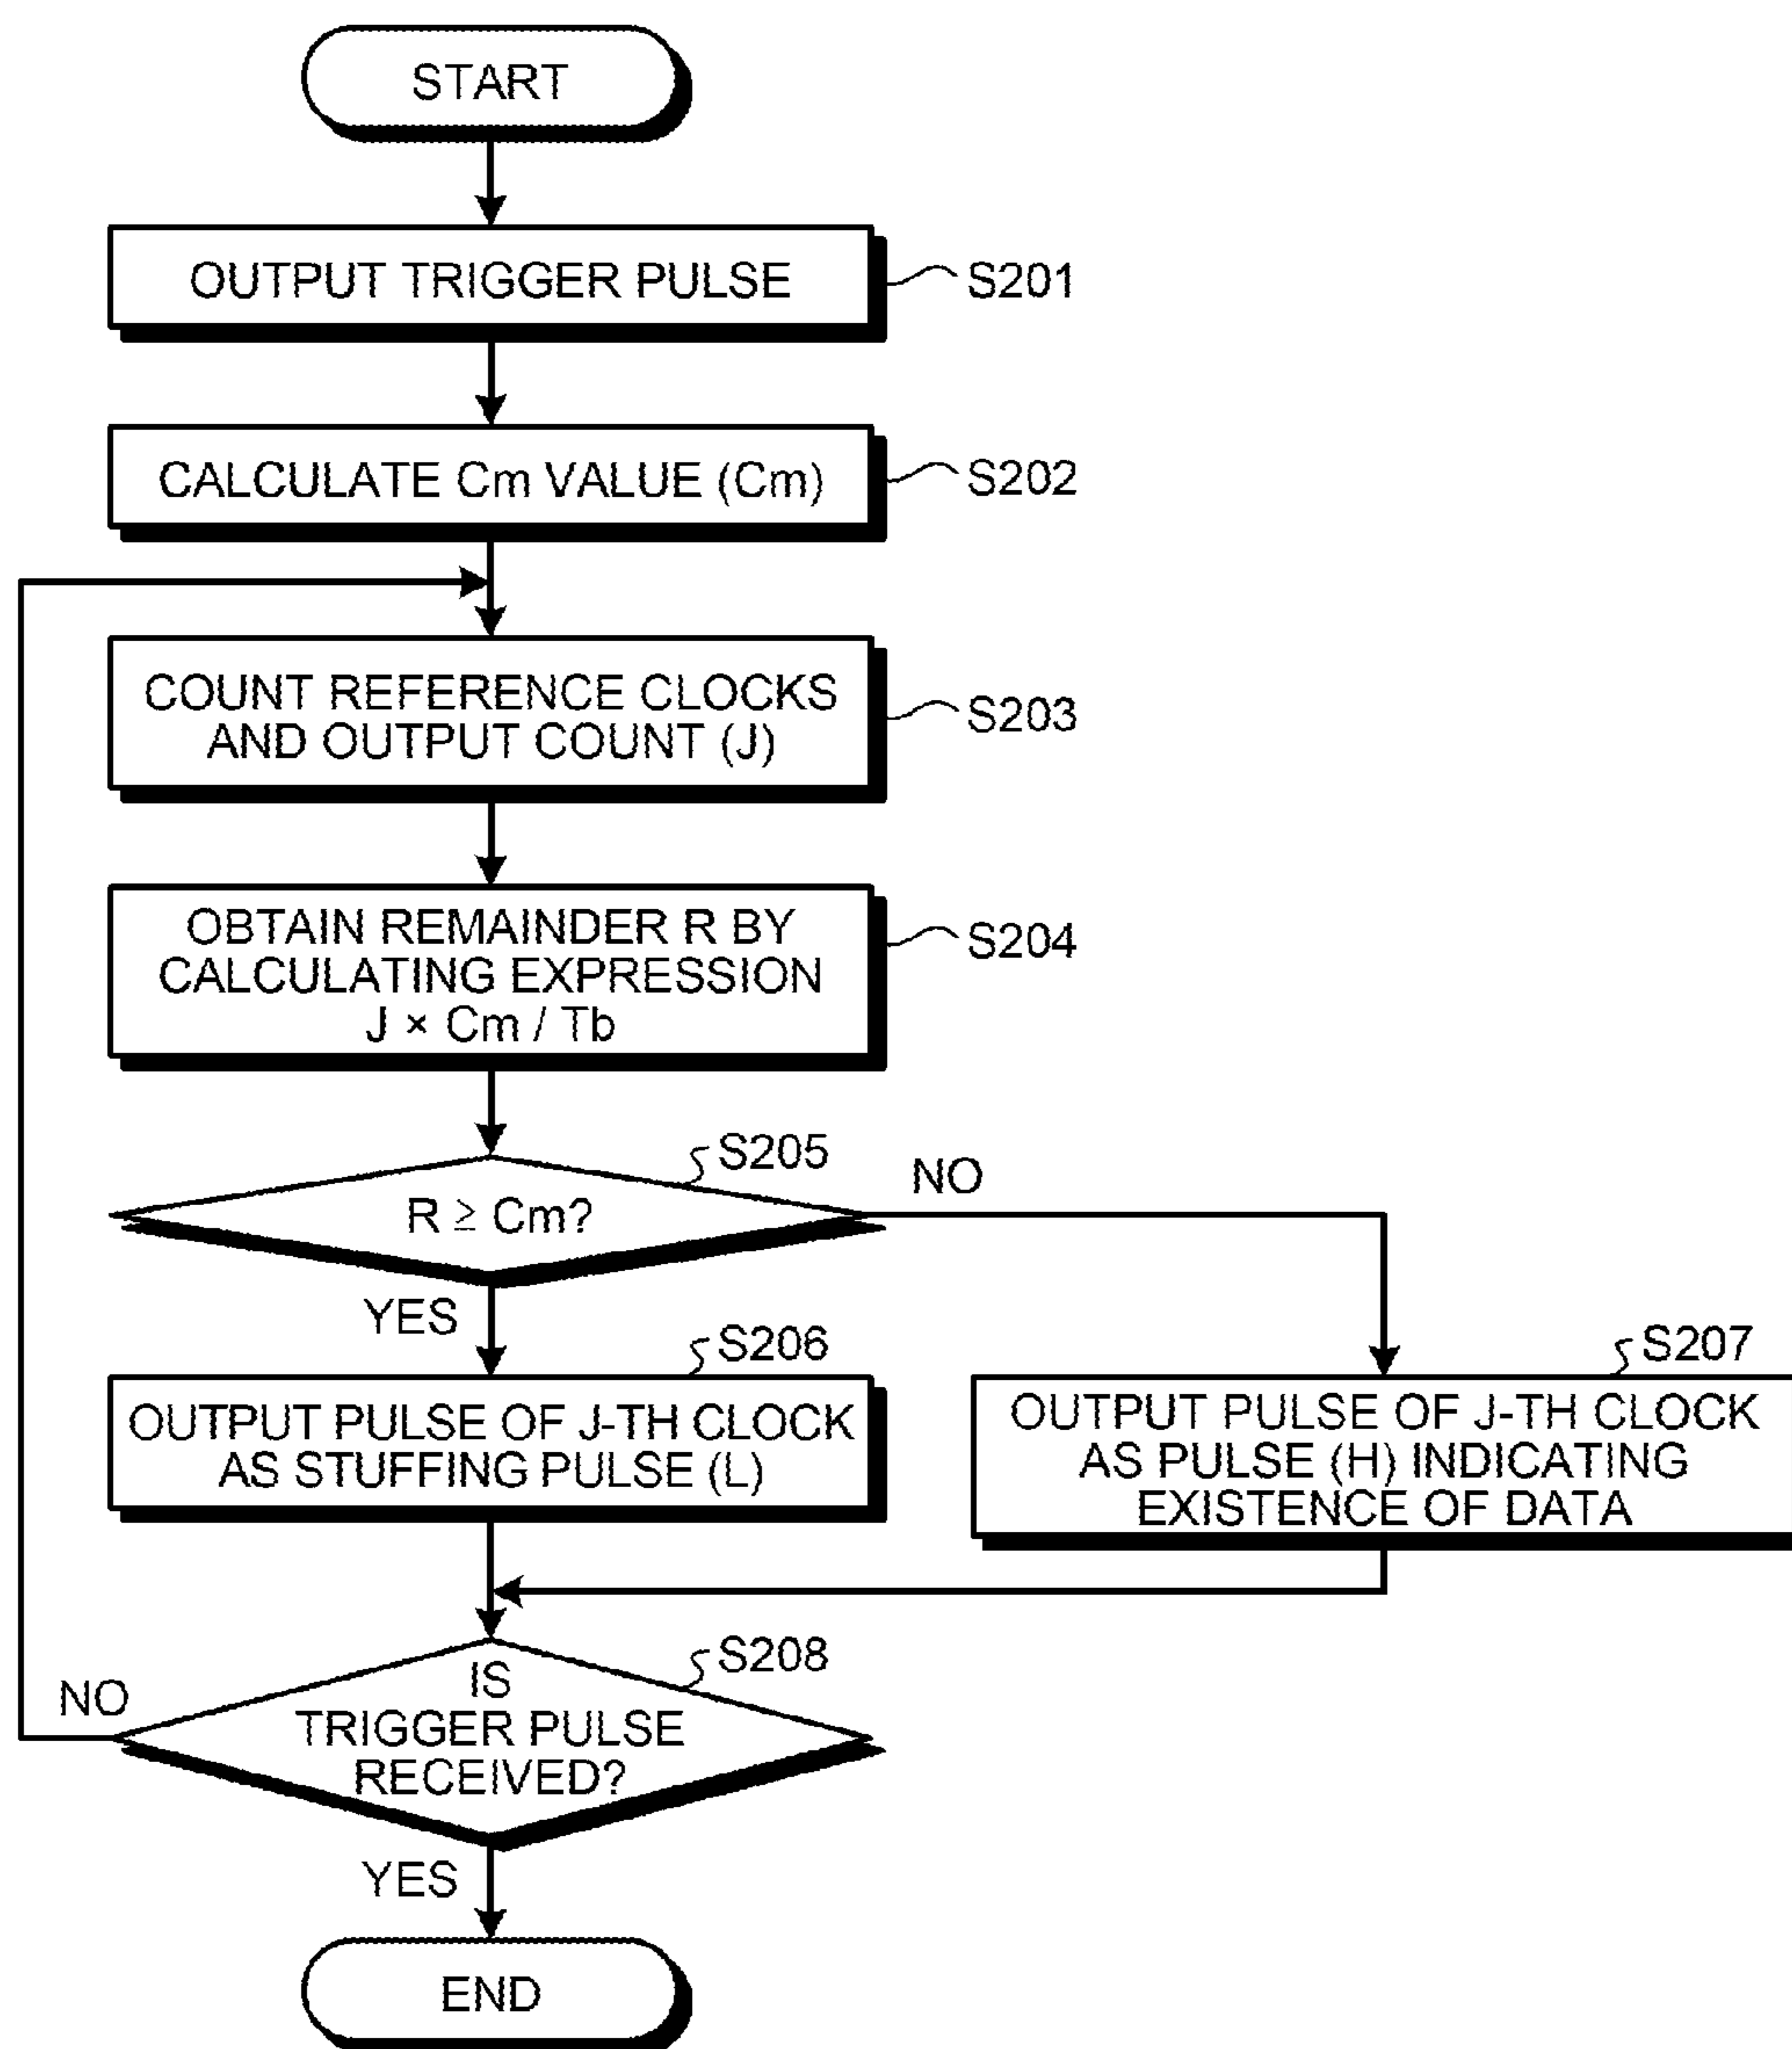 START
OUTPUT TRIGGER PULSE
S201
CALCULATE Cm VALUE (Cm)
S202
COUNT REFERENCE CLOCKS
AND OUTPUT COUNT (J)
S203
OBTAIN REMAINDER R BY
CALCULATING EXPRESSION
J × Cm / Tb
S204
S205
R ≥ Cm?
NO
YES
S206
OUTPUT PULSE OF J-TH CLOCK
AS STUFFING PULSE (L)
S207
OUTPUT PULSE OF J-TH CLOCK
AS PULSE (H) INDICATING
EXISTENCE OF DATA
S208
IS
TRIGGER PULSE
RECEIVED?
NO
YES
END